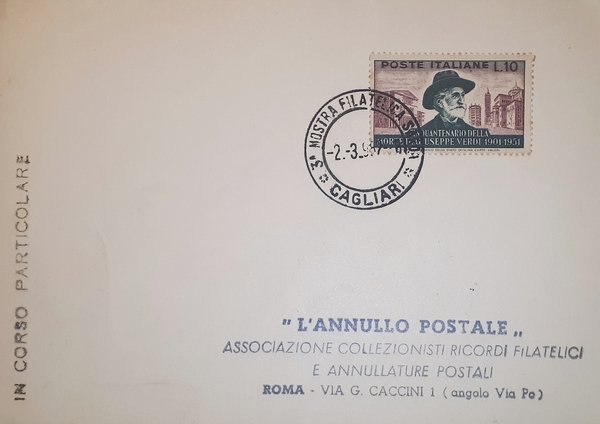 POSTE ITALIANE L.10
QUANTENARIO DELLA
MORTE DI GIUSEPPE VERDI 1901-1951
3ª MOSTRA FILATELICA
-2.-3.
CAGLIARI
IN CORSO PARTICOLARE
" L'ANNULLO POSTALE „
ASSOCIAZIONE COLLEZIONISTI RICORDI FILATELICI
E ANNULLATURE POSTALI
ROMA - VIA G. CACCINI 1 ( angolo Via Po )